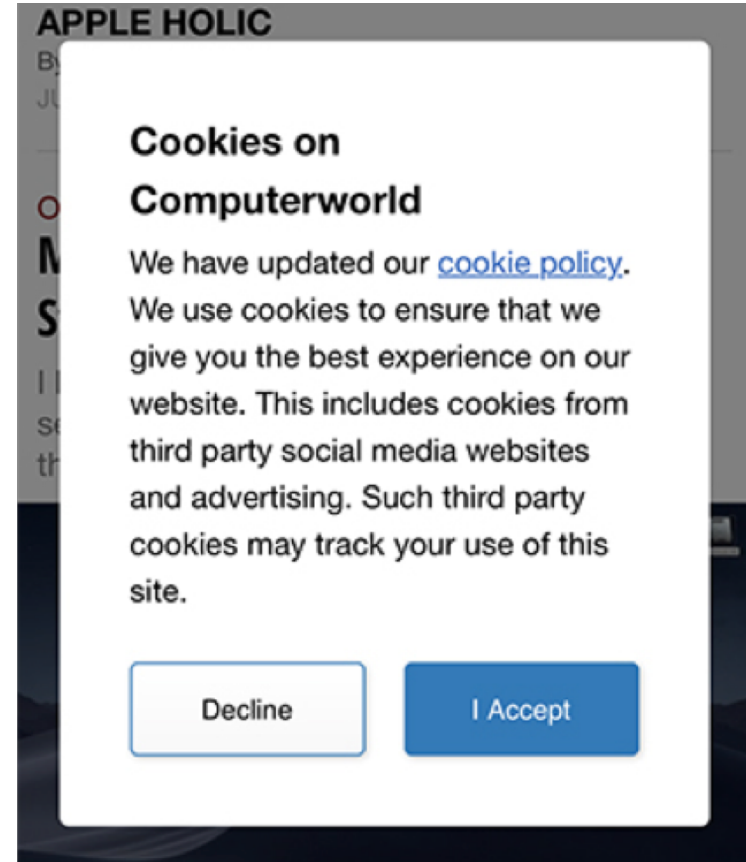 APPLE HOLIC
Cookies on
Computerworld
We have updated our cookie policy.
We use cookies to ensure that we
give you the best experience on our
website. This includes cookies from
third party social media websites
and advertising. Such third party
cookies may track your use of this
site.
Decline
I Accept